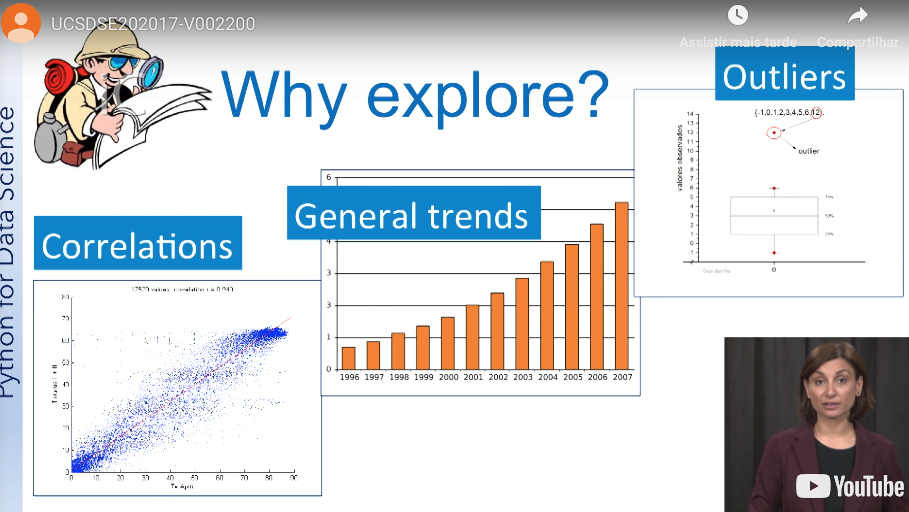 UCSDSE202017-V002200
Assistir mais tarde
Compartilhar
Python for Data Science
Why explore?
Outliers
(-1,0,1,2,3,4,5,6,12).
outlier
valores observados
14
13
12
11
10
9
8
7
6
5
4
3
2
1
0
-1
-2
75%
50%
25%
0
General trends
6
4
3
3
1
0
1996 1997 1998 1999 2000 2001 2002 2003 2004 2005 2006 2007
Correlations
80
70
60
50
40
30
20
10
0
0 10 20 30 40 50 60 70 80 90
YouTube